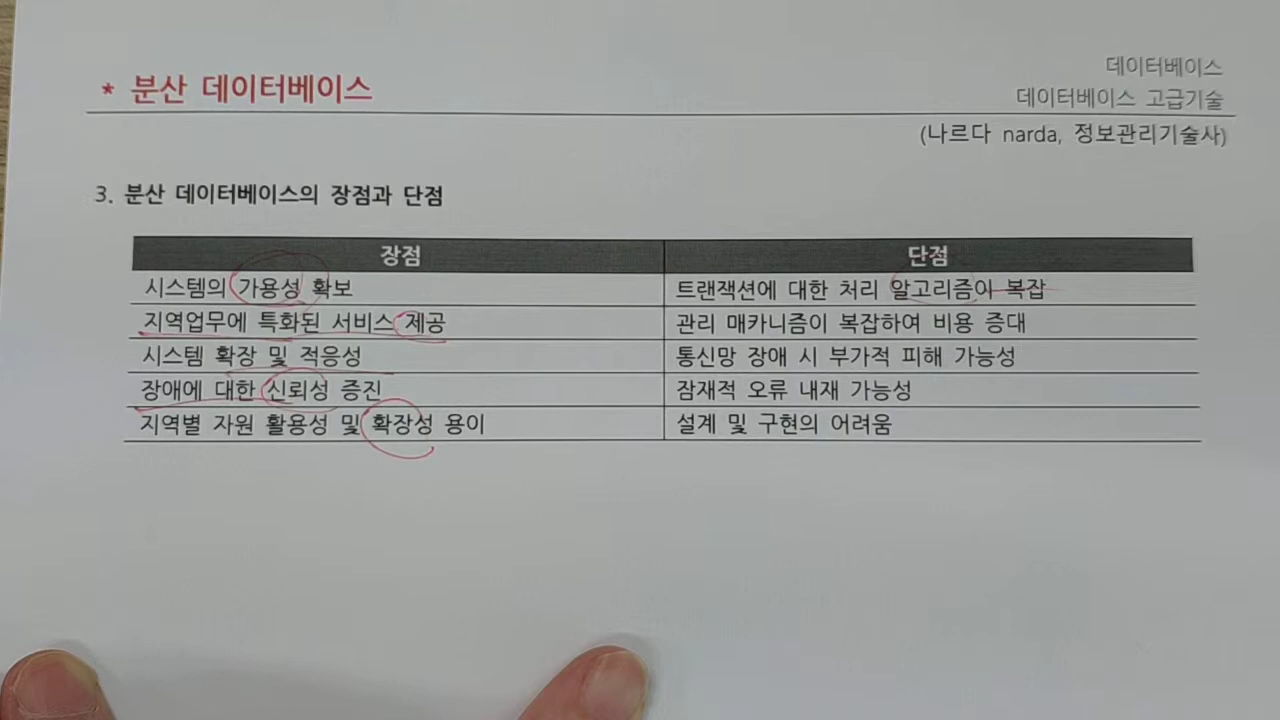 * 분산 데이터베이스
데이터베이스
데이터베이스 고급기술
(나르다 narda, 정보관리기술사)
3. 분산 데이터베이스의 장점과 단점
장점 단점
시스템의 가용성 확보 트랜잭션에 대한 처리 알고리즘이 복잡
지역업무에 특화된 서비스 제공 관리 매카니즘이 복잡하여 비용 증대
시스템 확장 및 적응성 통신망 장애 시 부가적 피해 가능성
장애에 대한 신뢰성 증진 잠재적 오류 내재 가능성
지역별 자원 활용성 및 확장성 용이 설계 및 구현의 어려움